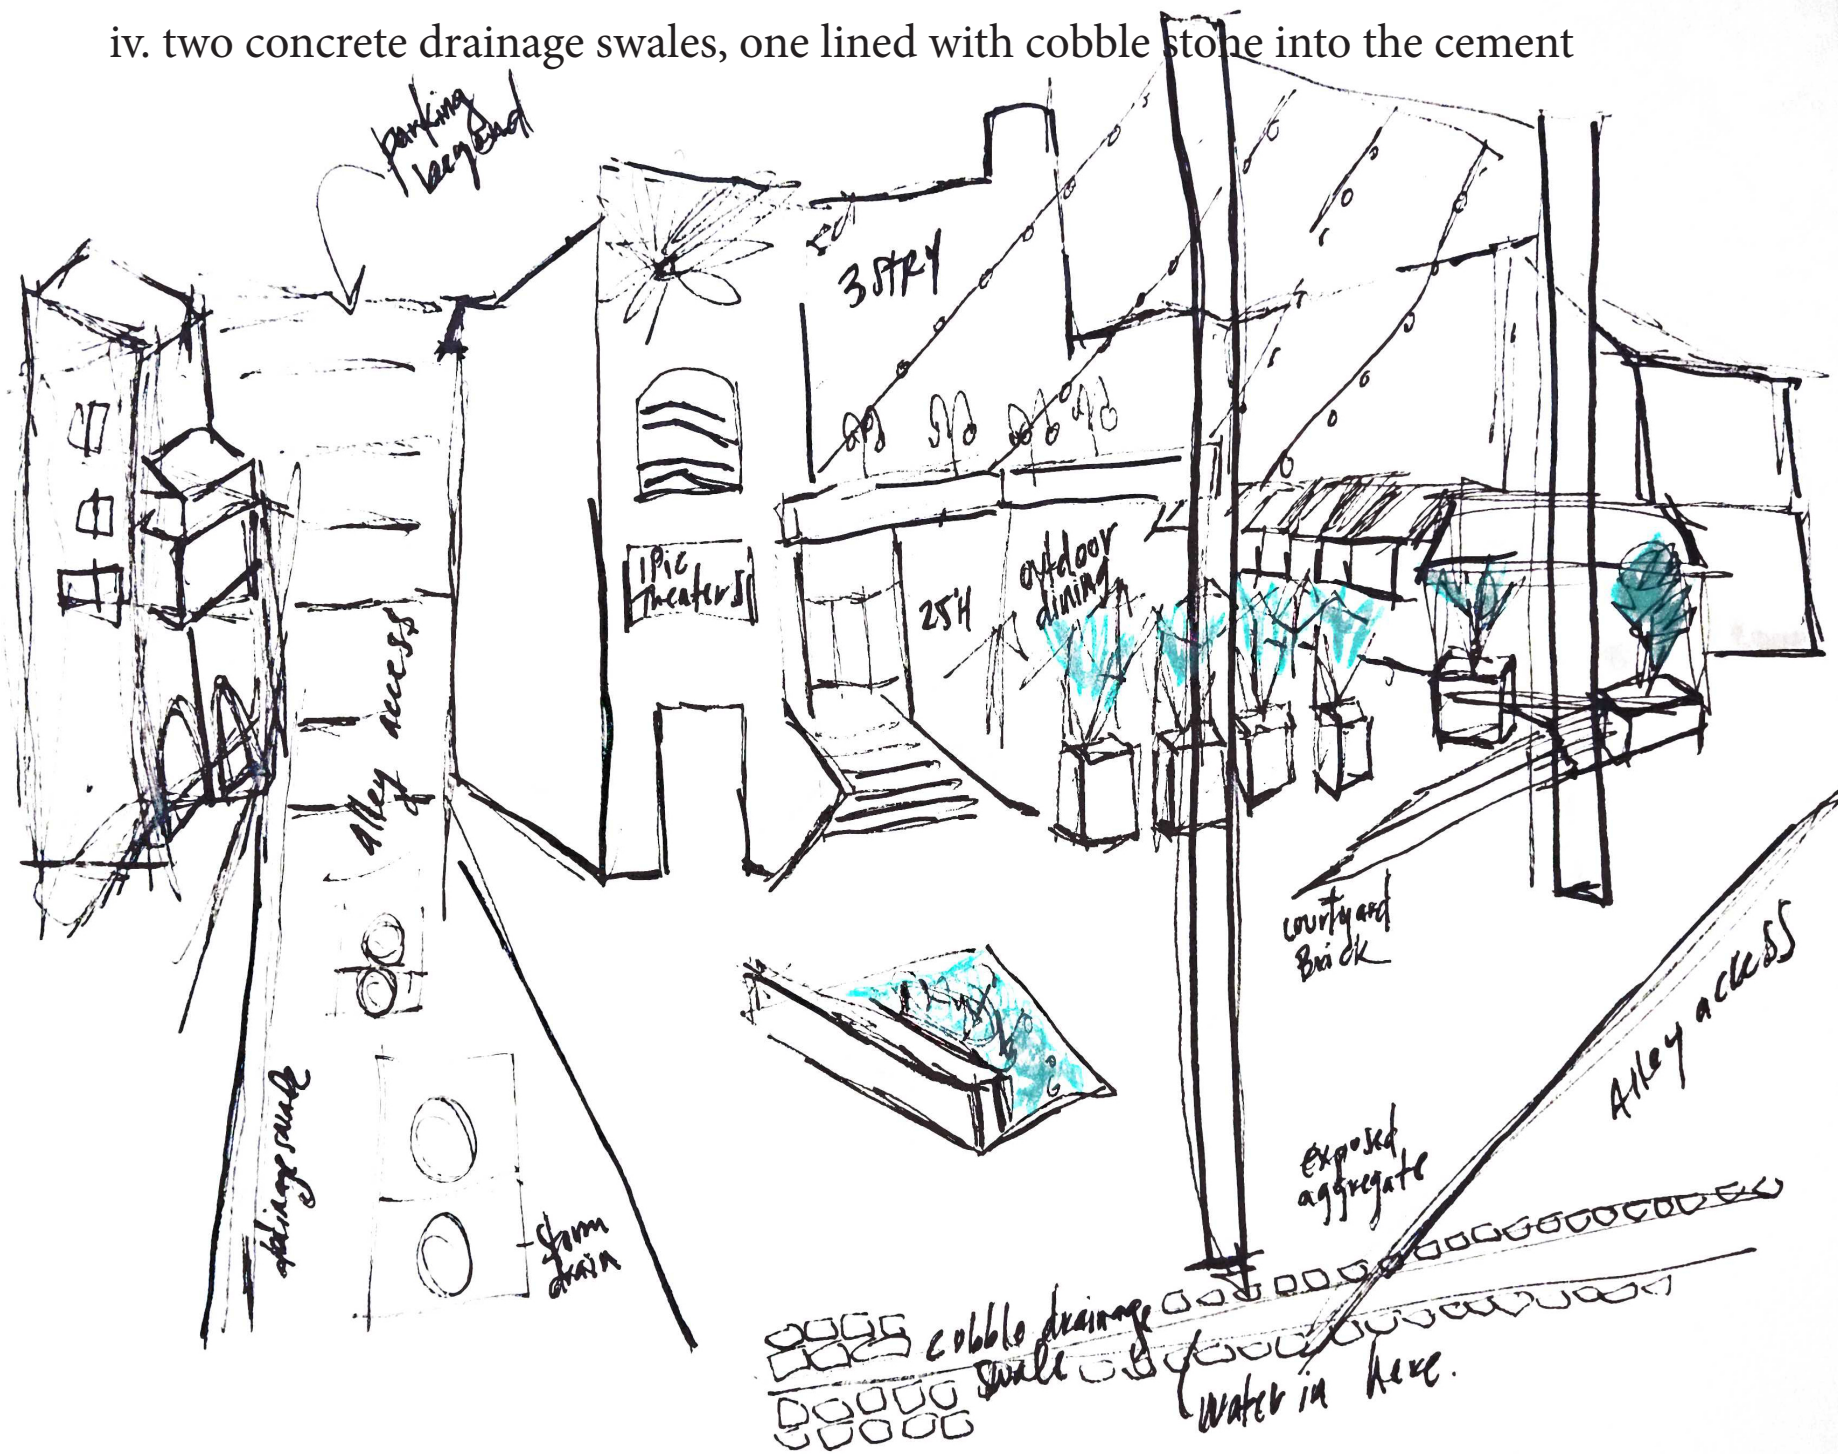 iv. two concrete drainage swales, one lined with cobble stone into the cement
parking
beyond
3 STRY
iPic
Theaters
25'H
outdoor
dining
alley access
courtyard
Brick
Alley access
drainage swale
storm
drain
exposed
aggregate
cobble drainage
swale
water in here.